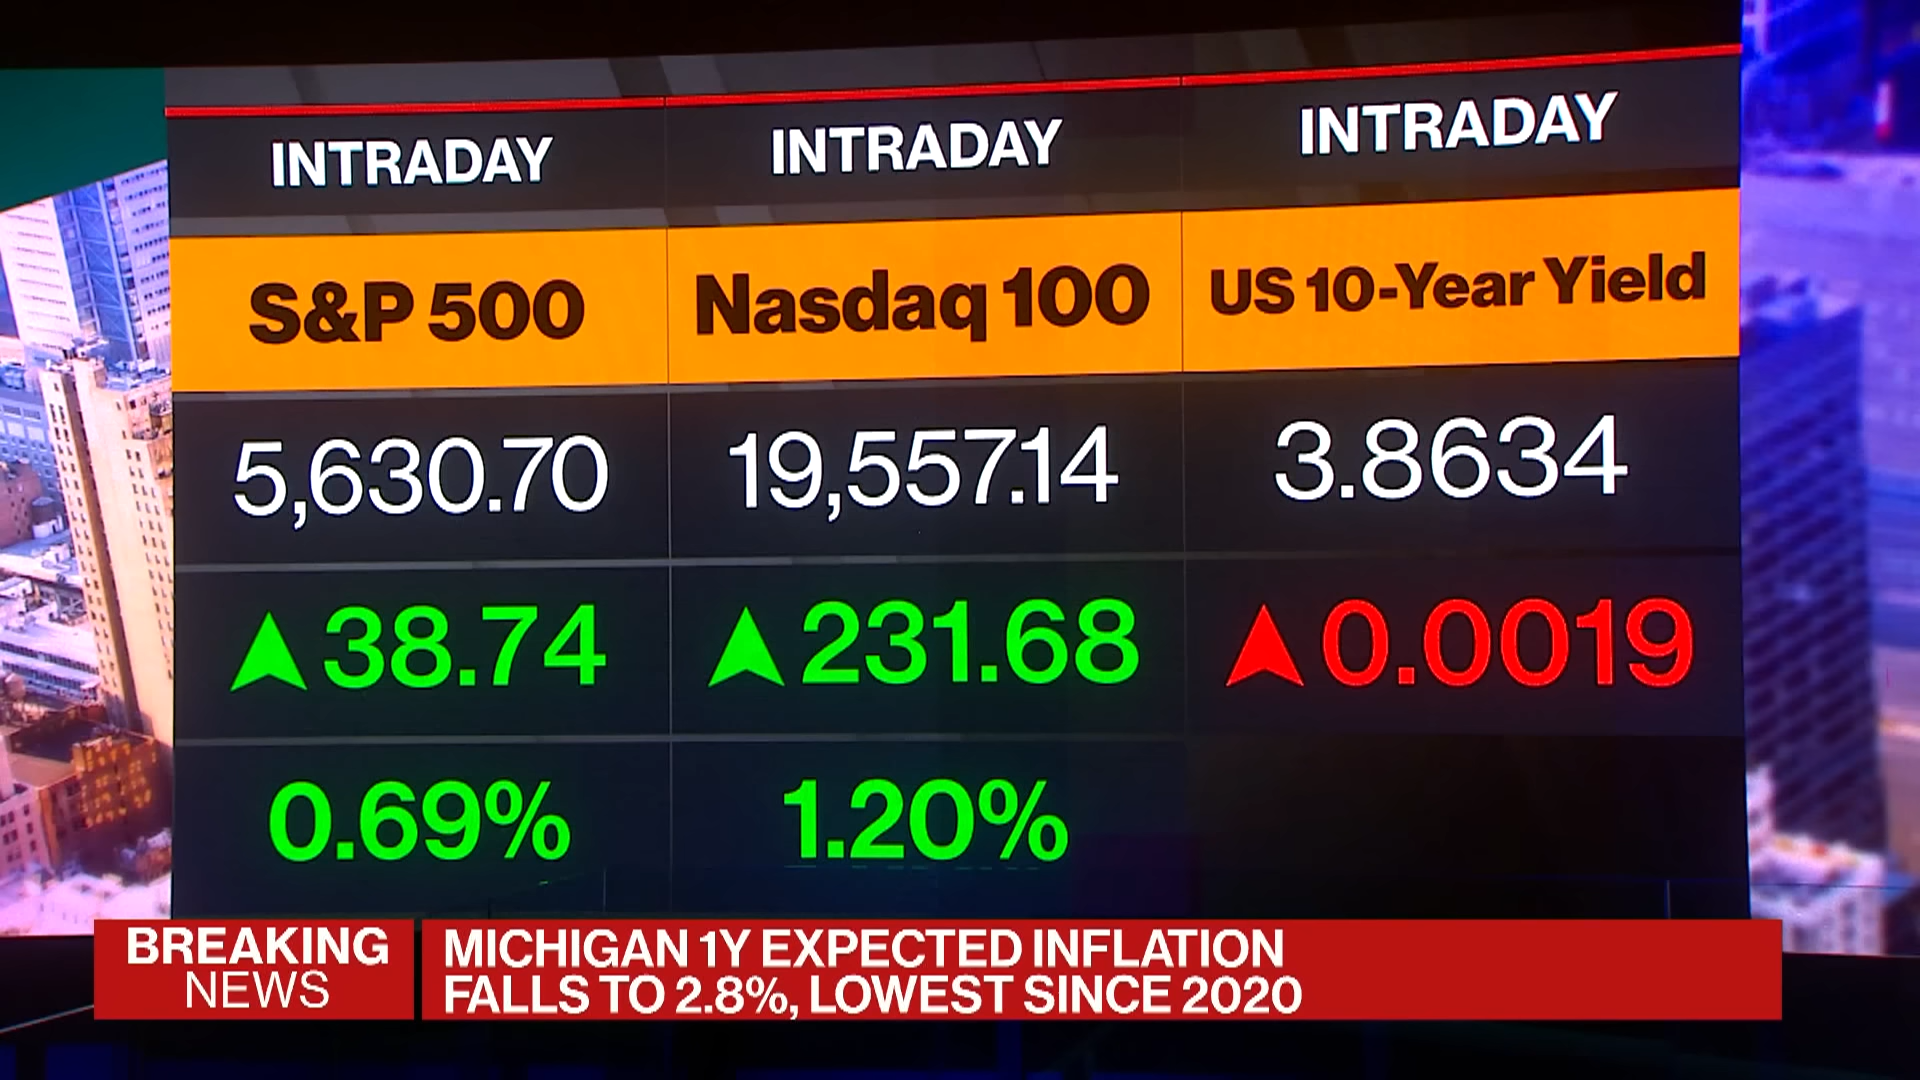 INTRADAY INTRADAY INTRADAY
S&P 500 Nasdaq 100 US 10-Year Yield
5,630.70 19,557.14 3.8634
▲38.74 ▲231.68 ▲0.0019
0.69% 1.20%
BREAKING
NEWS
MICHIGAN 1Y EXPECTED INFLATION
FALLS TO 2.8%, LOWEST SINCE 2020